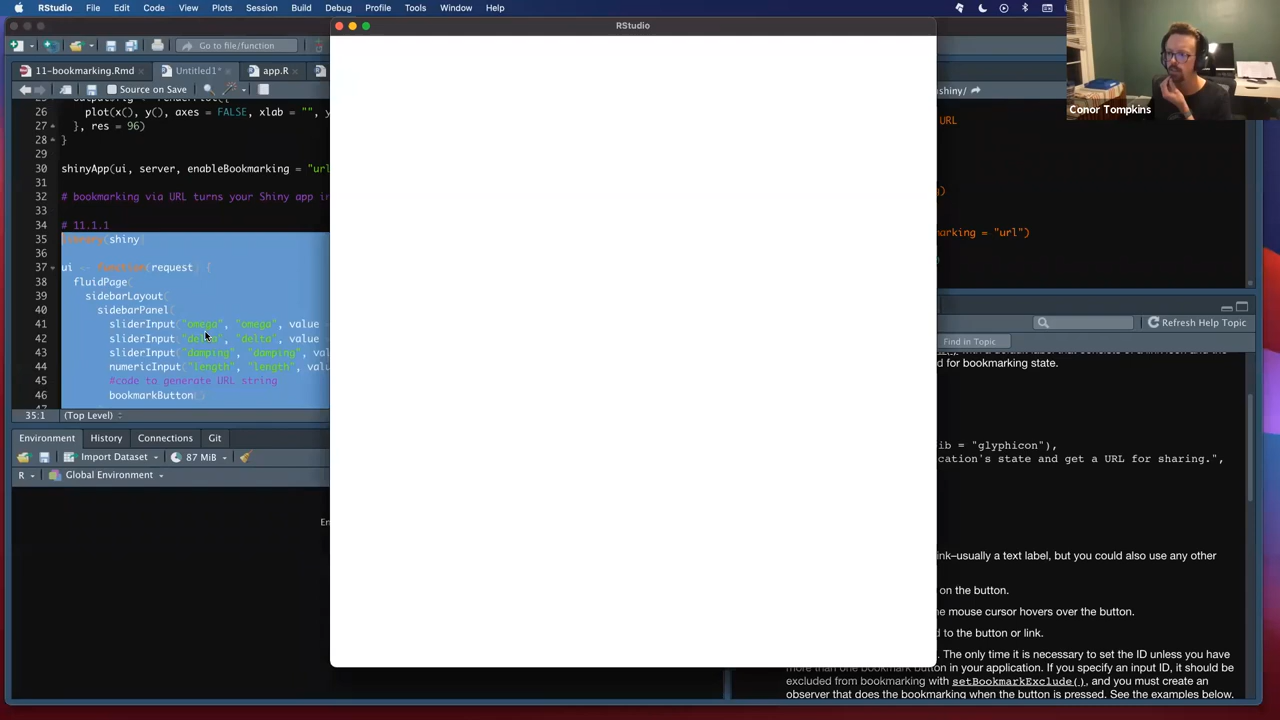 RStudio File Edit Code View Plots Session Build Debug Profile Tools Window Help
RStudio
Go to file/function
11-bookmarking.Rmd Untitled1* app.R
Source on Save
shiny/
26 plot(x(), y(), axes = FALSE, xlab = "", y
27 }, res = 96)
28 }
29
30 shinyApp(ui, server, enableBookmarking = "url
31
32 # bookmarking via URL turns your Shiny app in
33
34 # 11.1.1
35 library(shiny)
36
37 ui <- function(request) {
38 fluidPage(
39 sidebarLayout(
40 sidebarPanel(
41 sliderInput("omega", "omega", value
42 sliderInput("delta", "delta", value
43 sliderInput("damping", "damping", val
44 numericInput("length", "length", valu
45 #code to generate URL string
46 bookmarkButton()
35:1 (Top Level)
Environment History Connections Git
Import Dataset 87 MiB
R Global Environment
En
Conor Tompkins
URL
arking = "url")
Refresh Help Topic
Find in Topic
d for bookmarking state.
ib = "glyphicon"),
cation's state and get a URL for sharing.",
ink–usually a text label, but you could also use any other
on the button.
he mouse cursor hovers over the button.
d to the button or link.
. The only time it is necessary to set the ID unless you have
more than one bookmark button in your application. If you specify an input ID, it should be
excluded from bookmarking with setBookmarkExclude(), and you must create an
observer that does the bookmarking when the button is pressed. See the examples below.